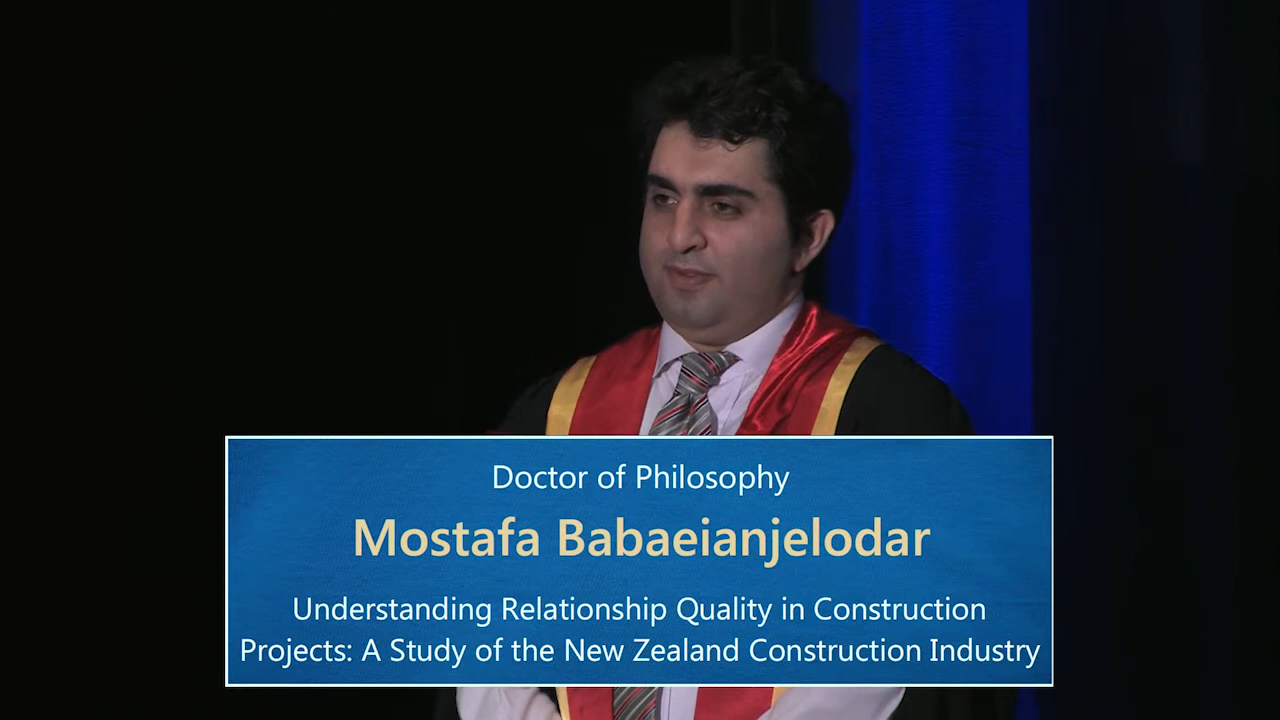 Doctor of Philosophy
Mostafa Babaeianjelodar
Understanding Relationship Quality in Construction
Projects: A Study of the New Zealand Construction Industry